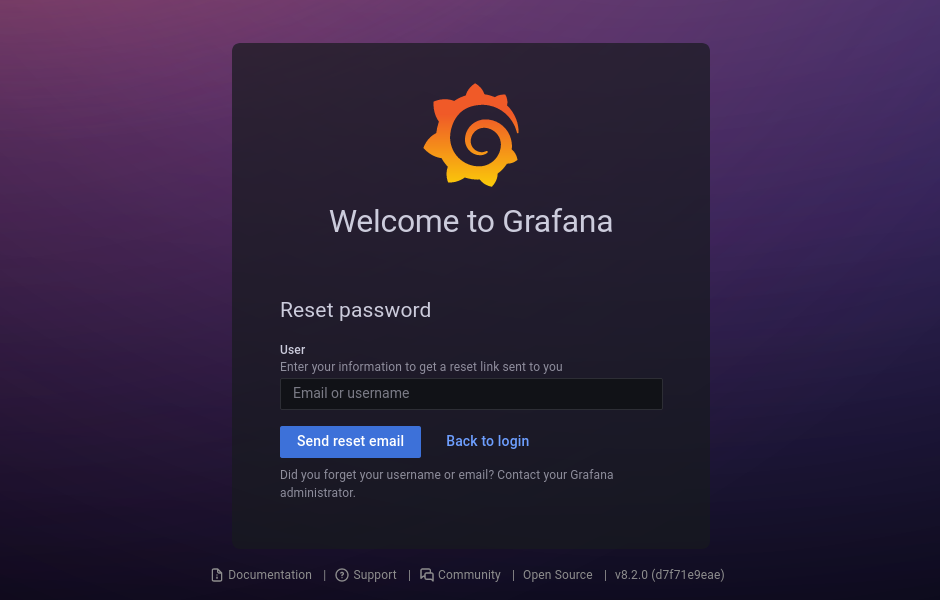 Welcome to Grafana
Reset password
User
Enter your information to get a reset link sent to you
Email or username
Send reset email
Back to login
Did you forget your username or email? Contact your Grafana
administrator.
Documentation | Support | Community | Open Source | v8.2.0 (d7f71e9eae)